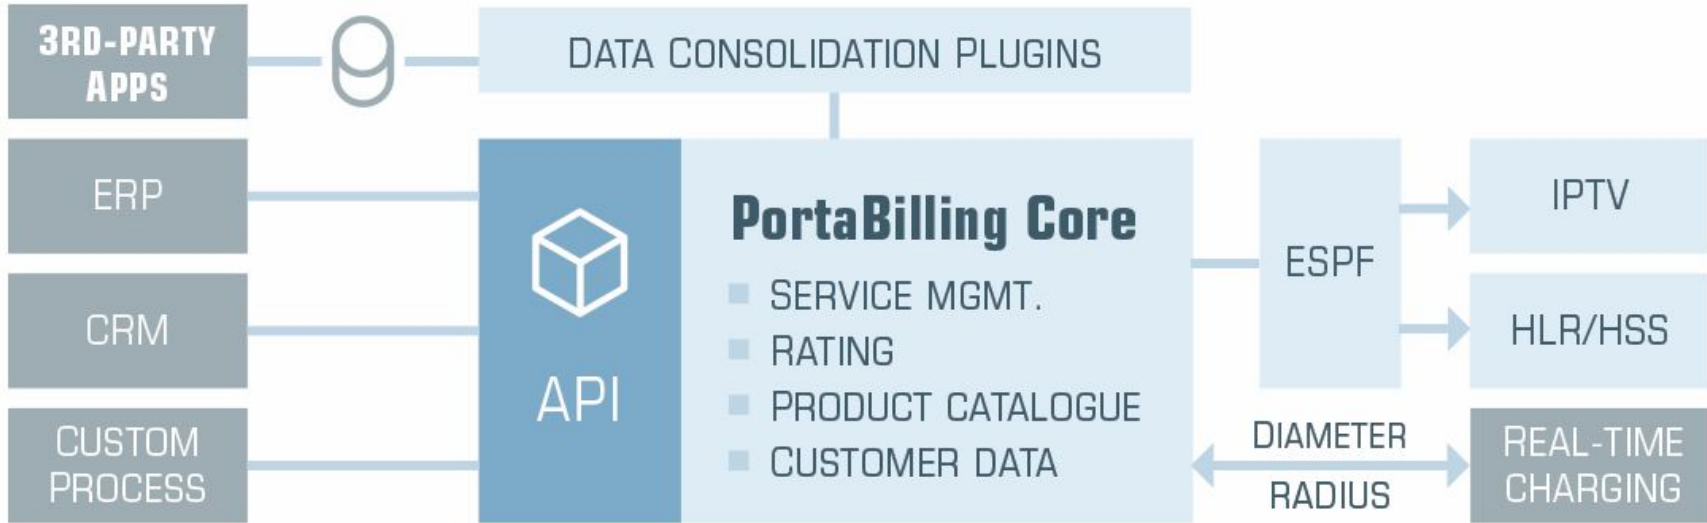 3RD-PARTY
APPS
DATA CONSOLIDATION PLUGINS
ERP
CRM
CUSTOM
PROCESS
API
PortaBilling Core
SERVICE MGMT.
RATING
PRODUCT CATALOGUE
CUSTOMER DATA
ESPF
IPTV
HLR/HSS
DIAMETER
RADIUS
REAL-TIME
CHARGING